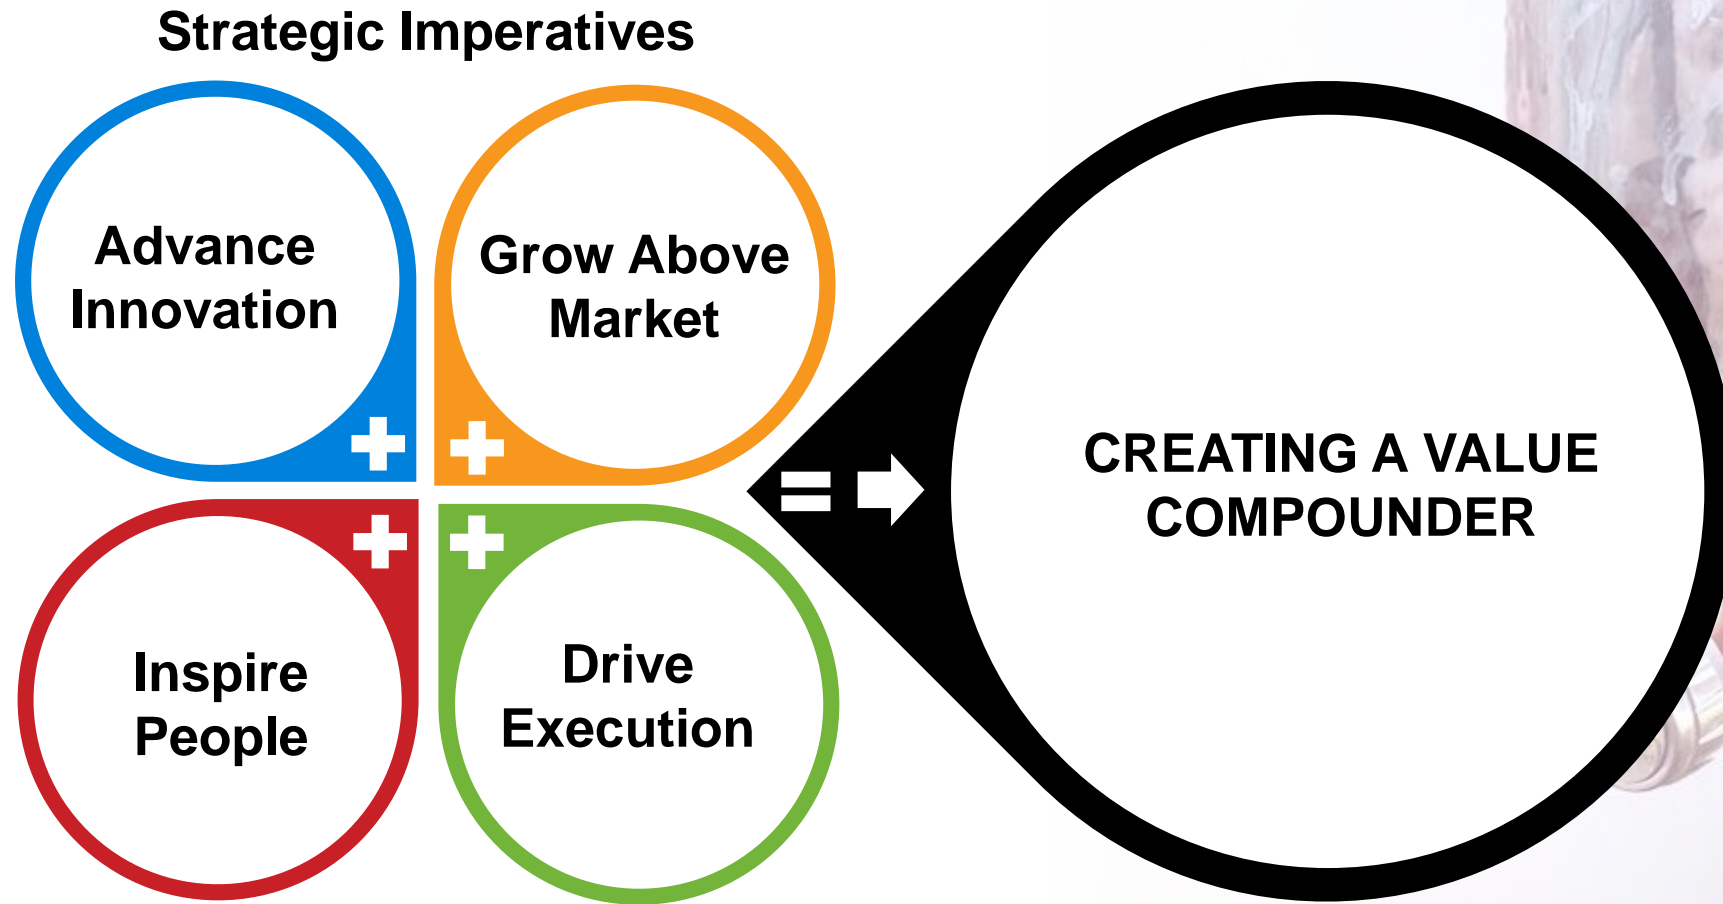 Strategic Imperatives
Advance
Innovation
Grow Above
Market
Inspire
People
Drive
Execution
CREATING A VALUE
COMPOUNDER